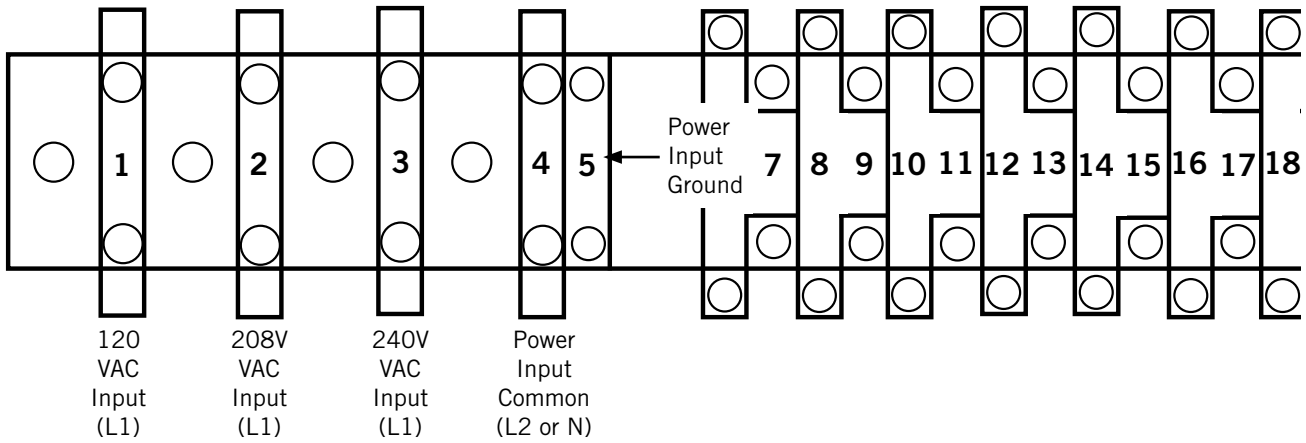 1 2 3 4 5
Power
Input
Ground
7 8 9 10 11 12 13 14 15 16 17 18
120
VAC
Input
(L1)
208V
VAC
Input
(L1)
240V
VAC
Input
(L1)
Power
Input
Common
(L2 or N)